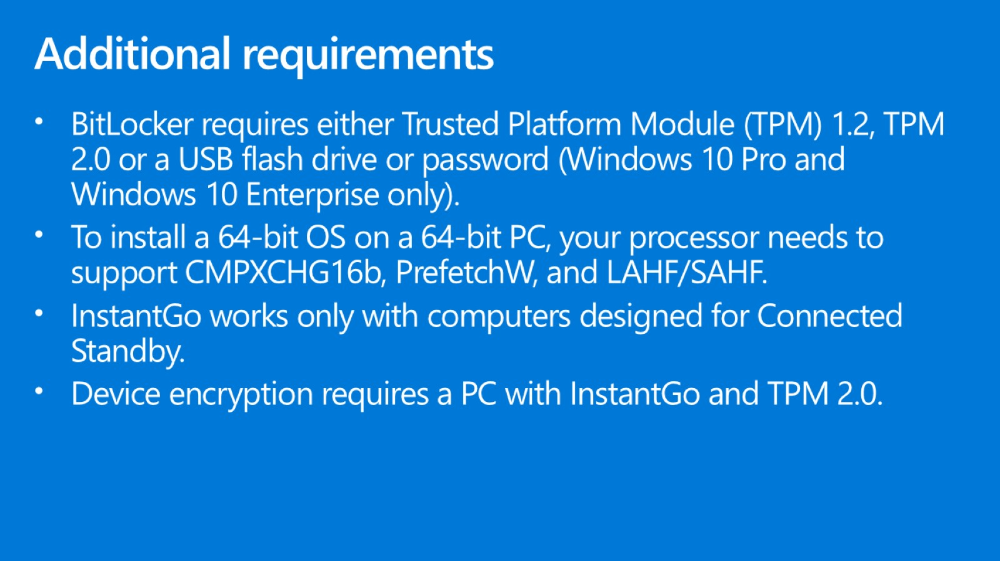 Additional requirements
• BitLocker requires either Trusted Platform Module (TPM) 1.2, TPM
2.0 or a USB flash drive or password (Windows 10 Pro and
Windows 10 Enterprise only).
• To install a 64-bit OS on a 64-bit PC, your processor needs to
support CMPXCHG16b, PrefetchW, and LAHF/SAHF.
• InstantGo works only with computers designed for Connected
Standby.
• Device encryption requires a PC with InstantGo and TPM 2.0.